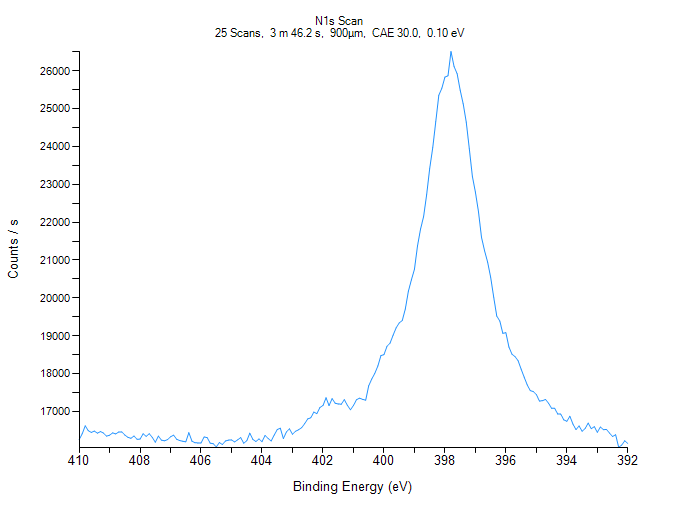 N1s Scan
25 Scans, 3 m 46.2 s, 900µm, CAE 30.0, 0.10 eV
26000
25000
24000
23000
22000
21000
20000
19000
18000
17000
Counts / s
410 408 406 404 402 400 398 396 394 392
Binding Energy (eV)